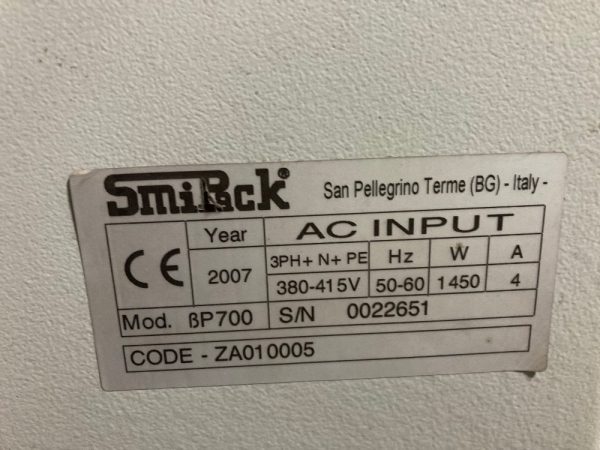 SmiPack® San Pellegrino Terme (BG) - Italy -
CE Year AC INPUT
2007 3PH+ N+ PE Hz W A
380-415V 50-60 1450 4
Mod. ßP700 S/N 0022651
CODE - ZA010005